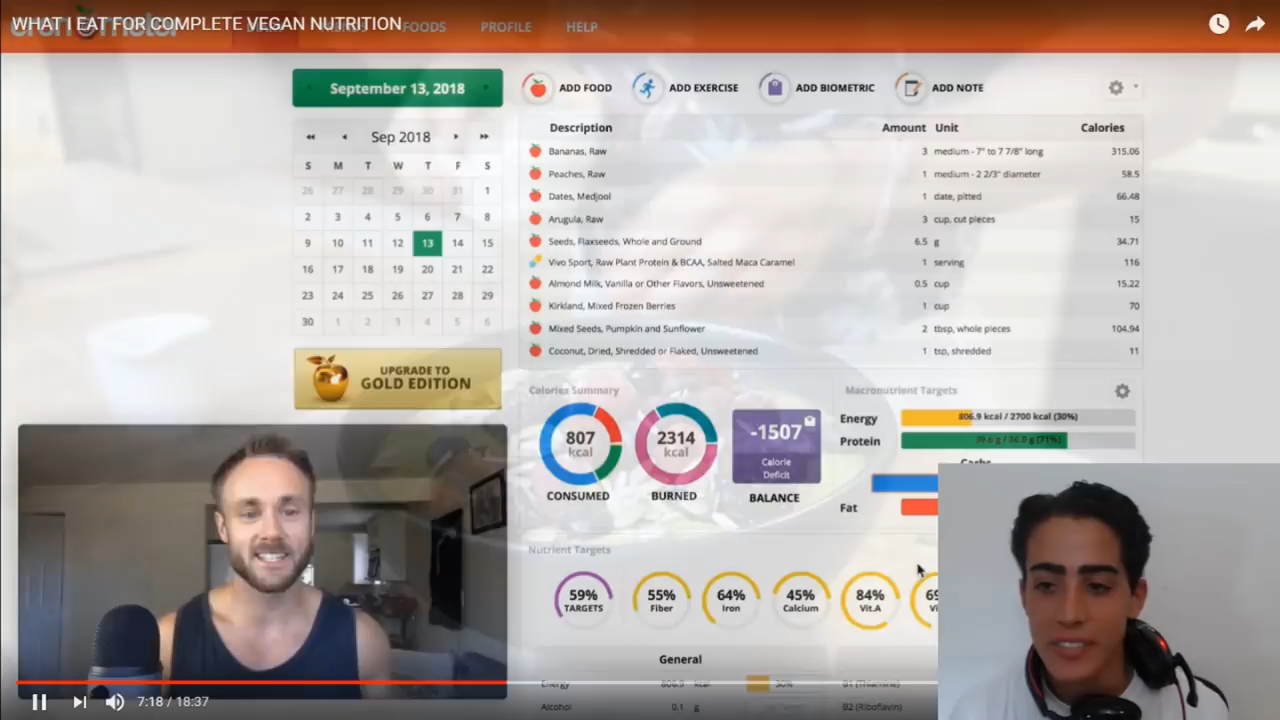 WHAT I EAT FOR COMPLETE VEGAN NUTRITION
FOODS PROFILE HELP
September 13, 2018
ADD FOOD ADD EXERCISE ADD BIOMETRIC ADD NOTE
Sep 2018
S M T W T F S
26 27 28 29 30 31 1
2 3 4 5 6 7 8
9 10 11 12 13 14 15
16 17 18 19 20 21 22
23 24 25 26 27 28 29
30 1 2 3 4 5 6
UPGRADE TO
GOLD EDITION
Description Amount Unit Calories
Bananas, Raw 3 medium - 7" to 7 7/8" long 315.06
Peaches, Raw 1 medium - 2 2/3" diameter 58.5
Dates, Medjool 1 date, pitted 66.48
Arugula, Raw 3 cup, cut pieces 15
Seeds, Flaxseeds, Whole and Ground 6.5 g 34.71
Vivo Sport, Raw Plant Protein & BCAA, Salted Maca Caramel 1 serving 116
Almond Milk, Vanilla or Other Flavors, Unsweetened 0.5 cup 15.22
Kirkland, Mixed Frozen Berries 1 cup 70
Mixed Seeds, Pumpkin and Sunflower 2 tbsp, whole pieces 104.94
Coconut, Dried, Shredded or Flaked, Unsweetened 1 tsp, shredded 11
Calories Summary
807
kcal
CONSUMED
2314
kcal
BURNED
-1507
Calorie
Deficit
BALANCE
Macronutrient Targets
Energy 806.9 kcal / 2700 kcal (30%)
Protein
Carbs
Fat
Nutrient Targets
59%
TARGETS
55%
Fiber
64%
Iron
45%
Calcium
84%
Vit.A
General
Energy 806.9 kcal 30%
Alcohol 0.1 g
B1 (Thiamine)
B2 (Riboflavin)
7:18 / 18:37